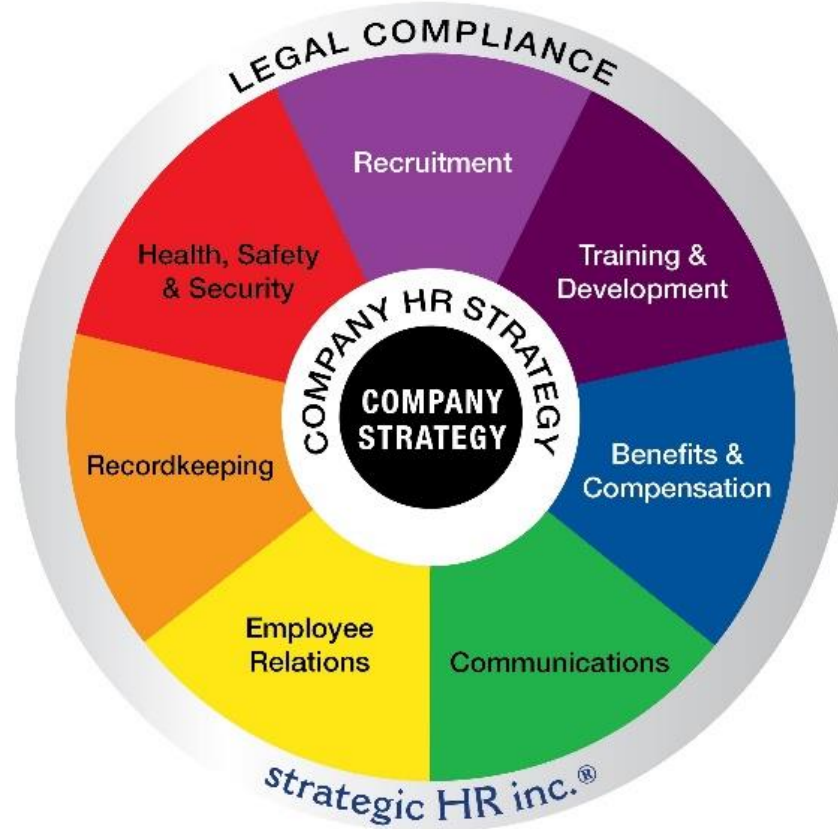 LEGAL COMPLIANCE
Recruitment
Training &
Development
Benefits &
Compensation
Communications
Employee
Relations
Recordkeeping
Health, Safety
& Security
COMPANY HR STRATEGY
COMPANY
STRATEGY
strategic HR inc.®